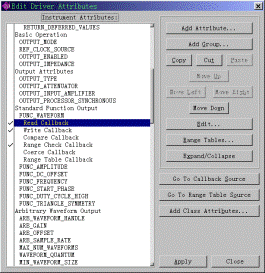 Edit Driver Attributes
Instrument Attributes:
RETURN_DEFERRED_VALUES
Basic Operation
OUTPUT_MODE
REF_CLOCK_SOURCE
OUTPUT_ENABLED
OUTPUT_IMPEDANCE
Output Attributes
OUTPUT_TYPE
OUTPUT_ATTENUATOR
OUTPUT_INPUT_AMPLIFIER
OUTPUT_PROCESSOR_SYNCHRONOUS
Standard Function Output
FUNC_WAVEFORM
Read Callback
Write Callback
Compare Callback
Range Check Callback
Coerce Callback
Range Table Callback
FUNC_AMPLITUDE
FUNC_DC_OFFSET
FUNC_FREQUENCY
FUNC_START_PHASE
FUNC_DUTY_CYCLE_HIGH
FUNC_TRIANGLE_SYMMETRY
Arbitrary Waveform Output
ARB_WAVEFORM_HANDLE
ARB_GAIN
ARB_OFFSET
ARB_SAMPLE_RATE
MAX_NUM_WAVEFORMS
WAVEFORM_QUANTUM
MIN_WAVEFORM_SIZE
Add Attribute...
Add Group...
Copy
Cut
Paste
Move Up
Move Left
Move Right
Move Down
Edit...
Range Tables...
Expand/Collapse
Go To Callback Source
Go To Range Table Source
Add Class Attributes...
Apply
Close